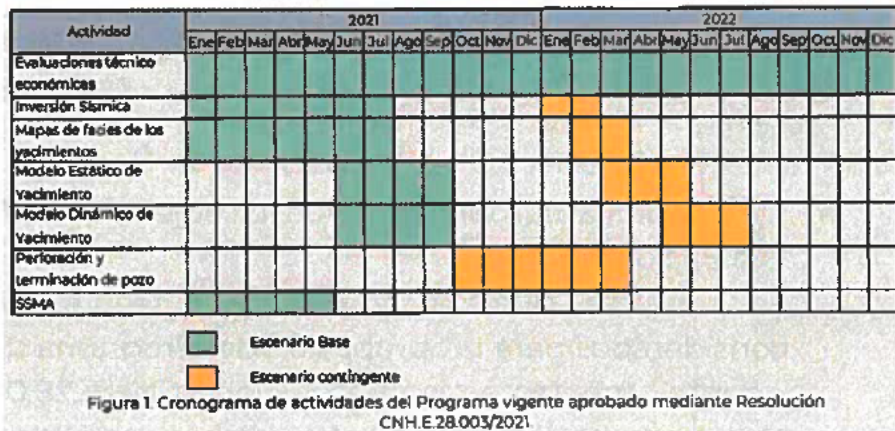 Actividad 2021 2022
Ene Feb Mar Abr May Jun Jul Ago Sep Oct Nov Dic Ene Feb Mar Abr May Jun Jul Ago Sep Oct Nov Dic
Evaluaciones técnico
económicas
Inversión Sísmica
Mapas de facies de los
yacimientos
Modelo Estático de
Yacimiento
Modelo Dinámico de
Yacimiento
Perforación y
terminación de pozo
SSMA
Escenario Base
Escenario contingente
Figura 1. Cronograma de actividades del Programa vigente aprobado mediante Resolución
CNH.E.28.003/2021.